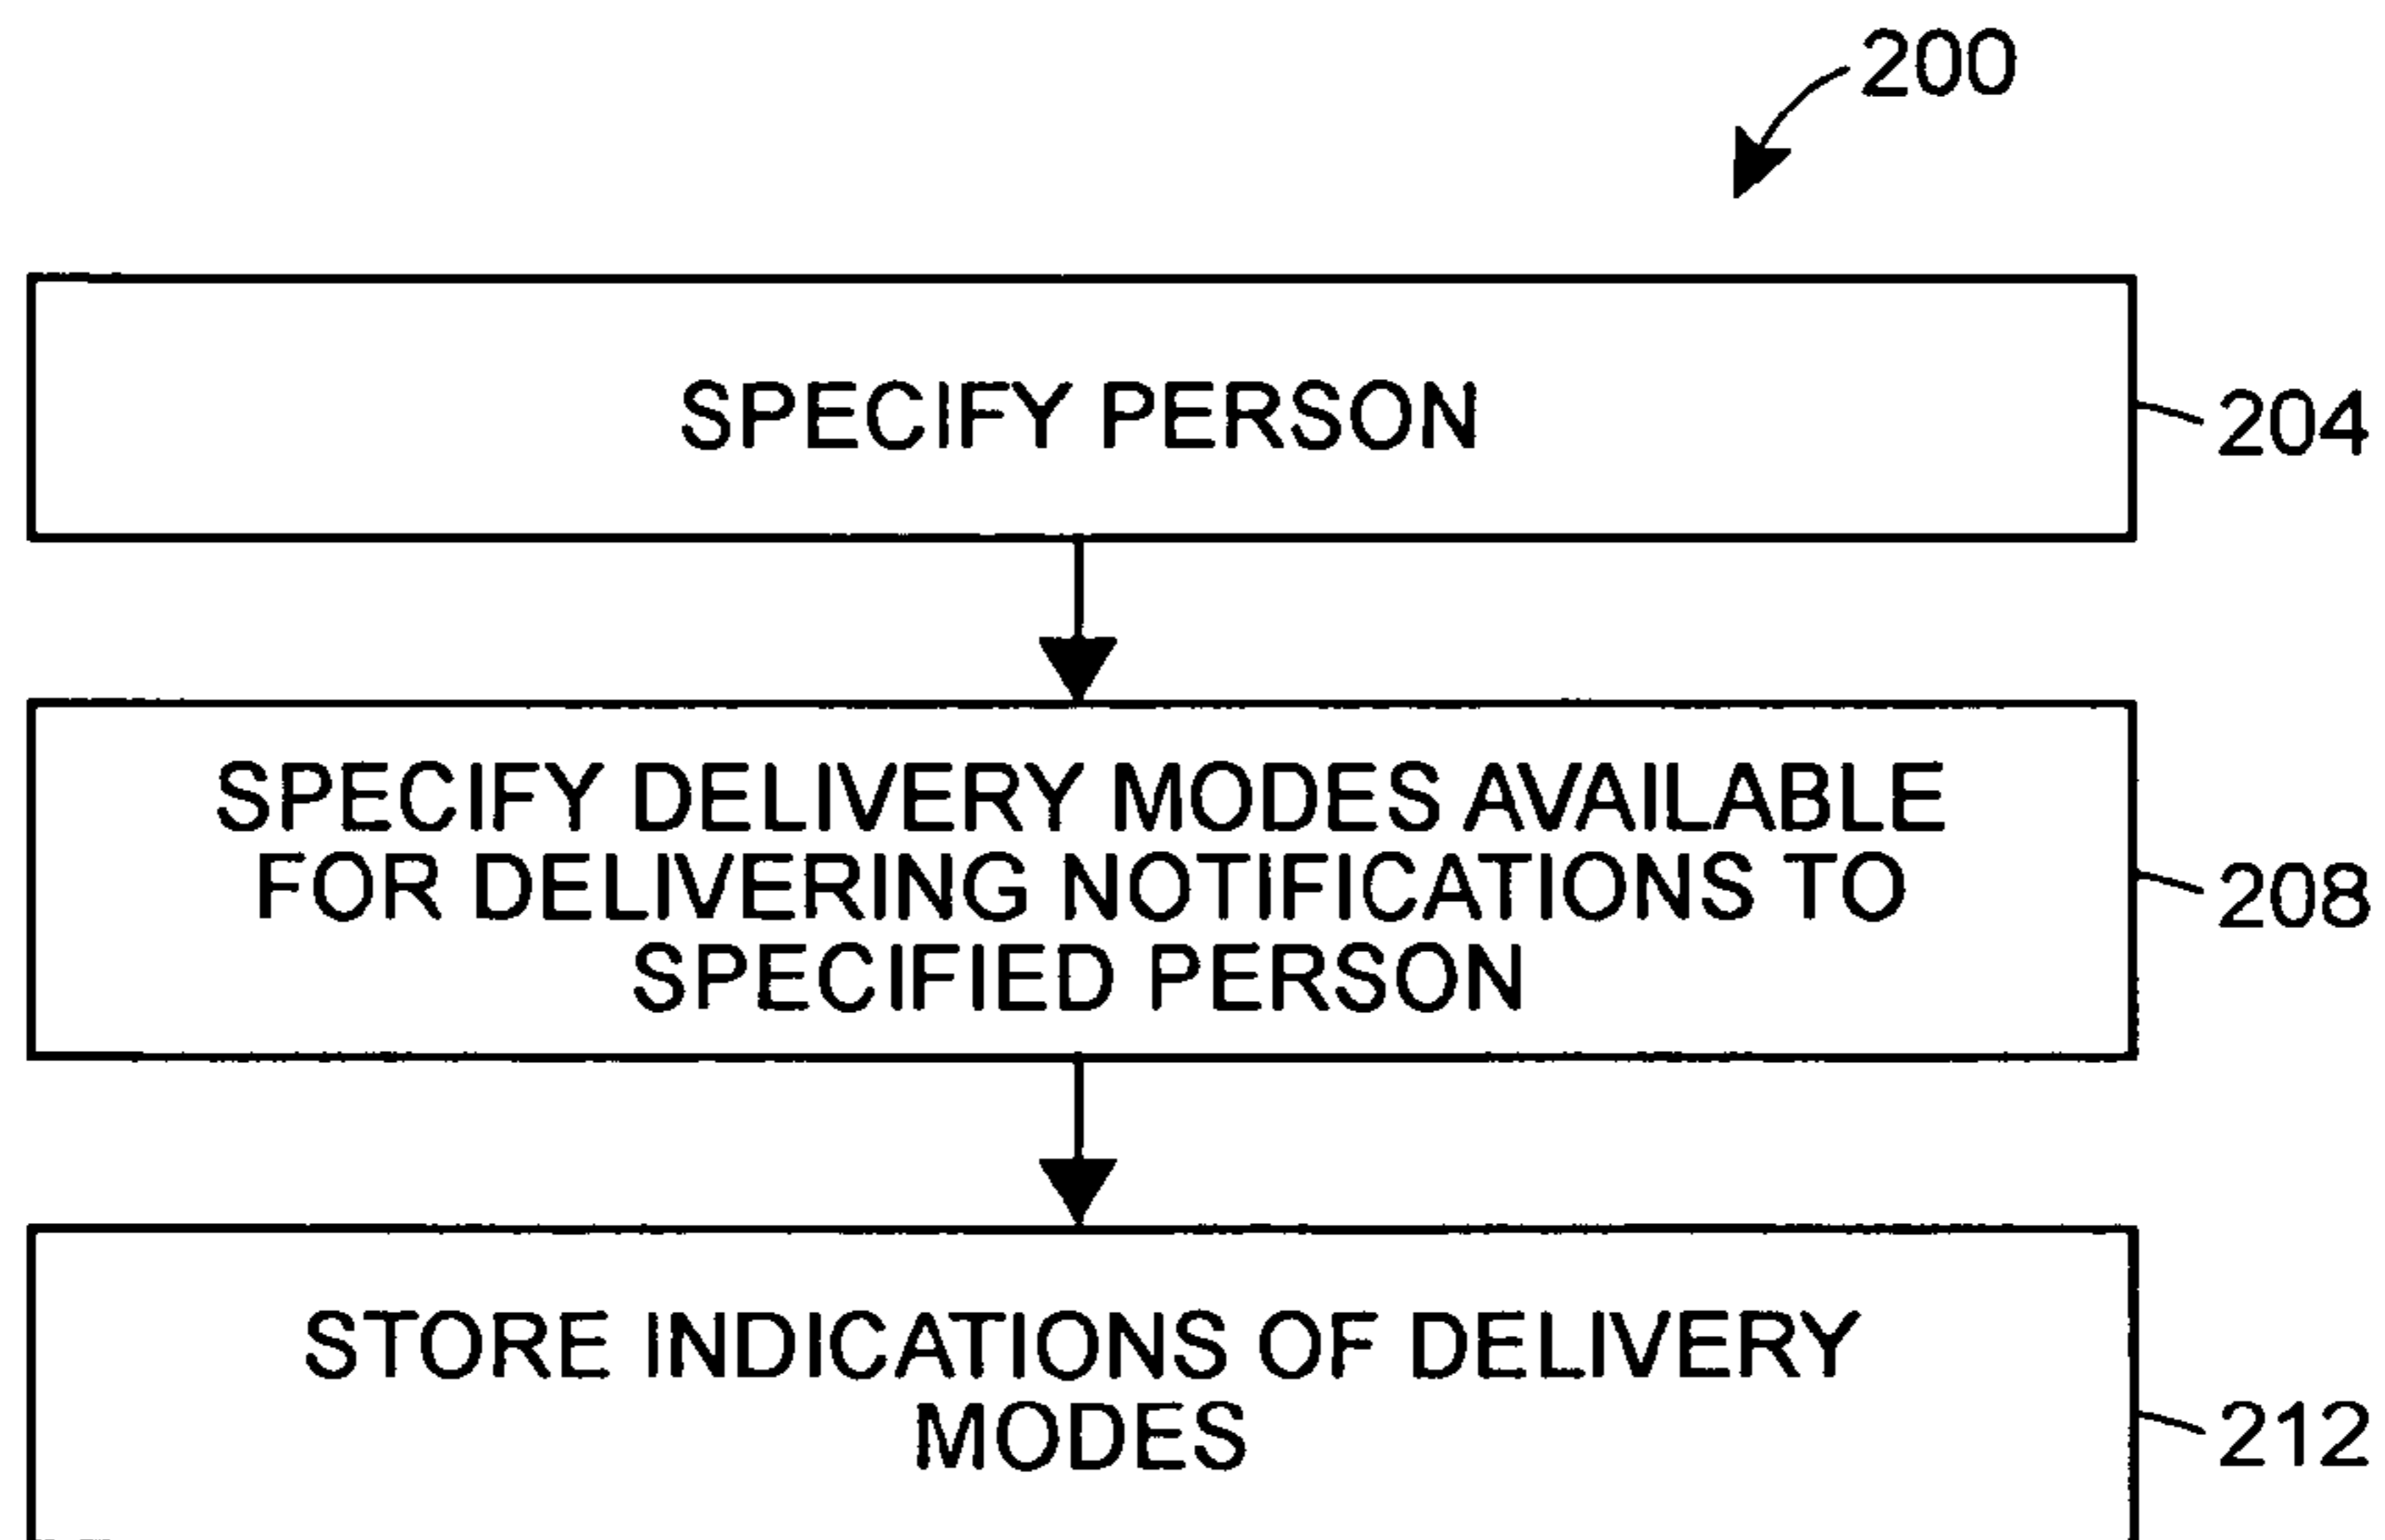 200
SPECIFY PERSON
204
SPECIFY DELIVERY MODES AVAILABLE
FOR DELIVERING NOTIFICATIONS TO
SPECIFIED PERSON
208
STORE INDICATIONS OF DELIVERY
MODES
212